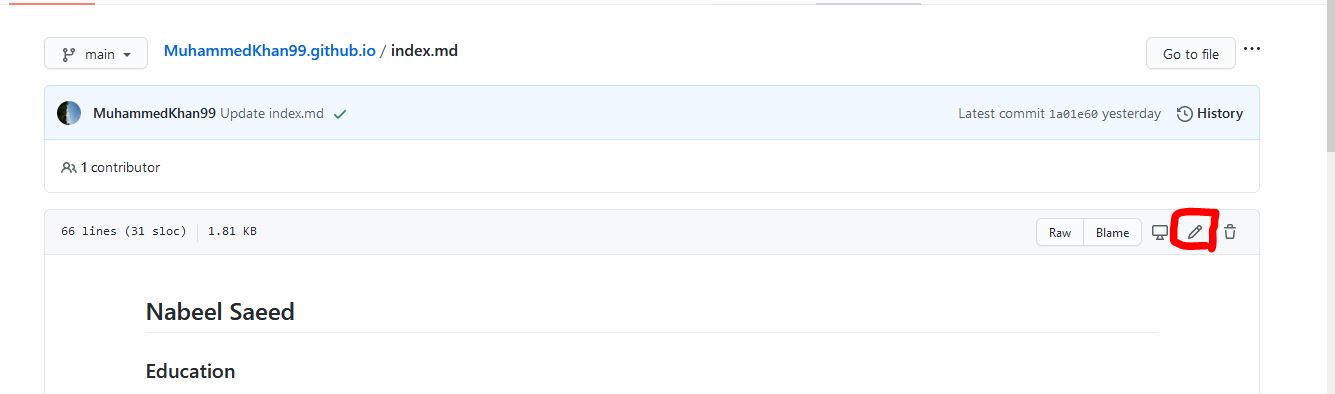 main
MuhammedKhan99.github.io / index.md
Go to file
MuhammedKhan99 Update index.md
Latest commit 1a01e60 yesterday
History
1 contributor
66 lines (31 sloc) 1.81 KB
Raw
Blame
Nabeel Saeed
Education